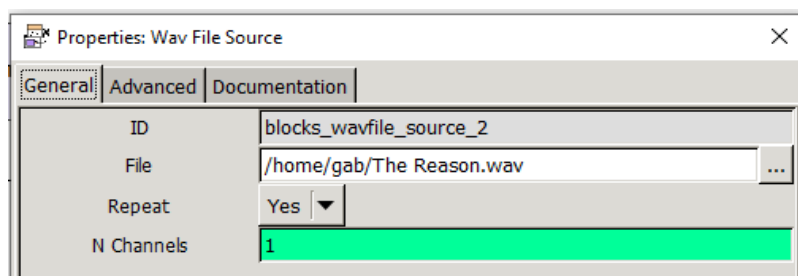 Properties: Wav File Source
General Advanced Documentation
ID blocks_wavfile_source_2
File /home/gab/The Reason.wav ...
Repeat Yes
N Channels 1